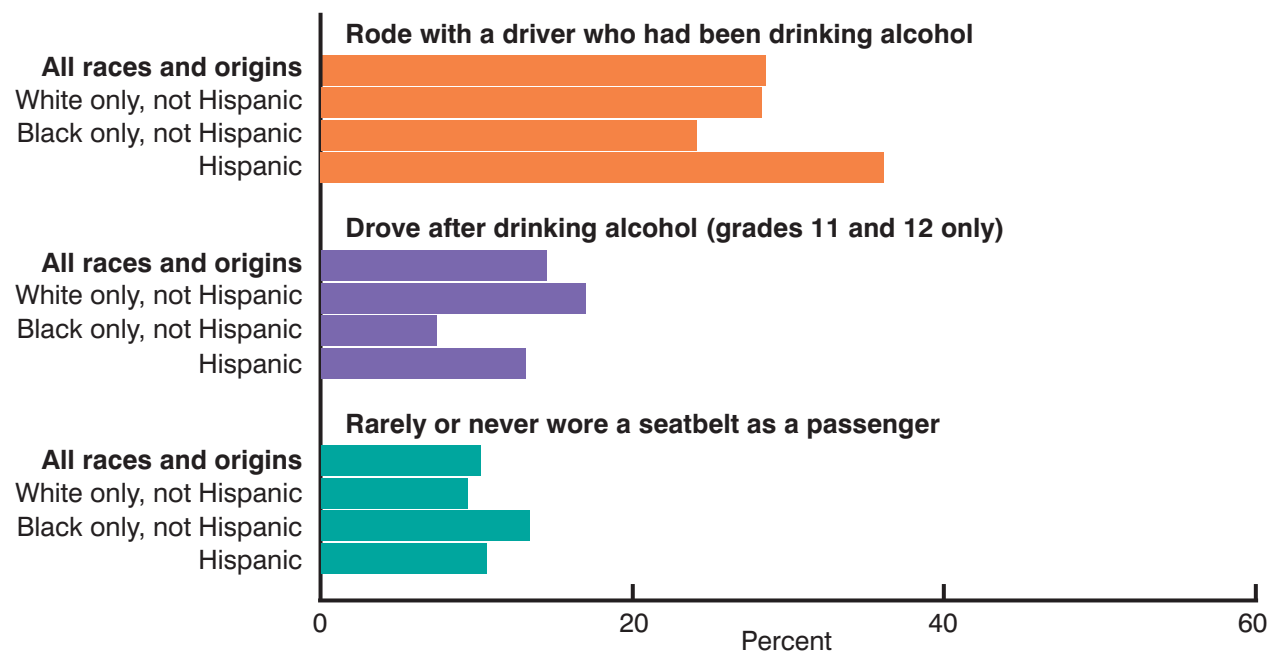 Rode with a driver who had been drinking alcohol
All races and origins
White only, not Hispanic
Black only, not Hispanic
Hispanic
Drove after drinking alcohol (grades 11 and 12 only)
All races and origins
White only, not Hispanic
Black only, not Hispanic
Hispanic
Rarely or never wore a seatbelt as a passenger
All races and origins
White only, not Hispanic
Black only, not Hispanic
Hispanic
0 20 40 60
Percent